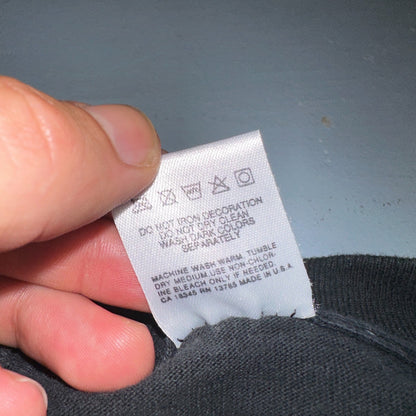 DO NOT IRON DECORATION
DO NOT DRY CLEAN
WASH DARK COLORS
SEPARATELY
MACHINE WASH WARM, TUMBLE
DRY MEDIUM. USE NON-CHLOR-
INE BLEACH ONLY IF NEEDED.
CA 18345 RN 13765 MADE IN U.S.A.